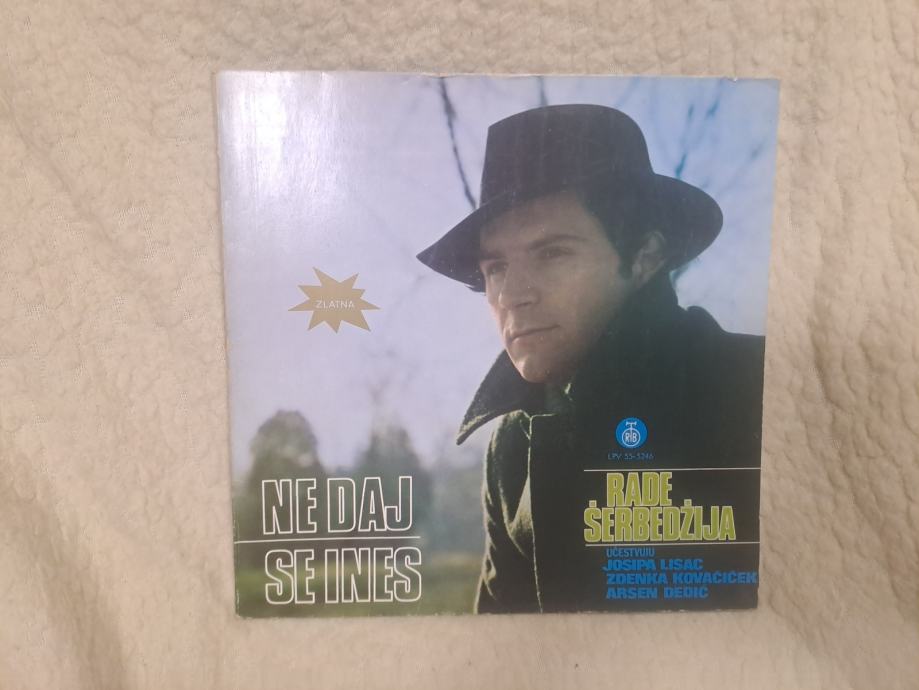 ZLATNA
RTB
LPV 55-5246
NE DAJ
SE INES
RADE
ŠERBEDŽIJA
UČESTVUJU
JOSIPA LISAC
ZDENKA KOVAČIČEK
ARSEN DEDIĆ